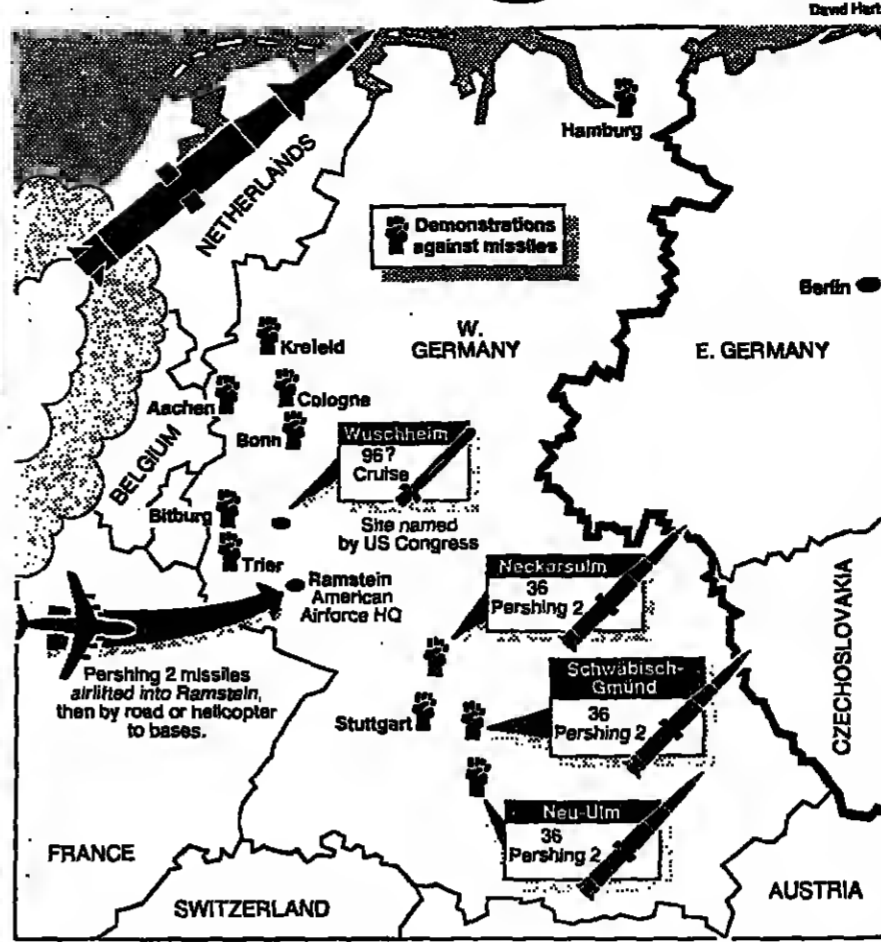 David Hart
Hamburg
NETHERLANDS
Demonstrations
against missiles
Berlin
W.
GERMANY
E. GERMANY
Krefeld
Aachen
Cologne
Bonn
BELGIUM
Wuschheim
96?
Cruise
Site named
by US Congress
Bitburg
Trier
Ramstein
American
Airforce HQ
Neckarsulm
36
Pershing 2
Pershing 2 missiles
airlifted into Ramstein,
then by road or helicopter
to bases.
Schwäbisch-
Gmünd
36
Pershing 2
Stuttgart
CZECHOSLOVAKIA
Neu-Ulm
36
Pershing 2
FRANCE
SWITZERLAND
AUSTRIA